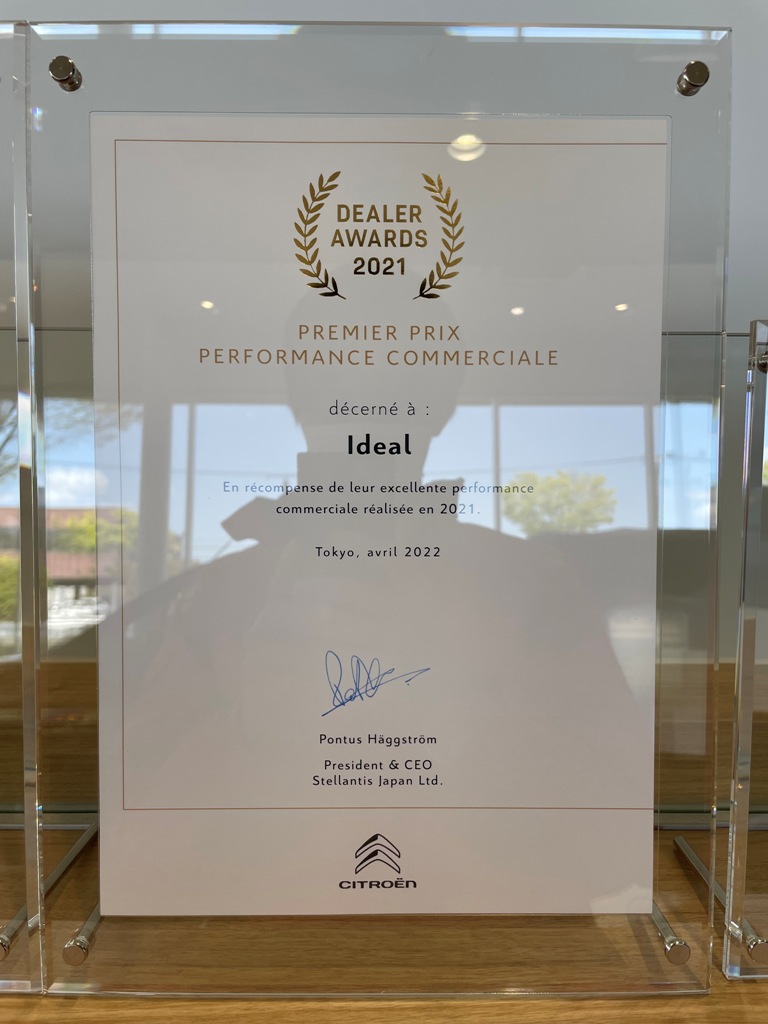 DEALER
AWARDS
2021
PREMIER PRIX
PERFORMANCE COMMERCIALE
décerné à :
Ideal
En récompense de leur excellente performance
commerciale réalisée en 2021.
Tokyo, avril 2022
Pontus Häggström
President & CEO
Stellantis Japan Ltd.
CITROËN